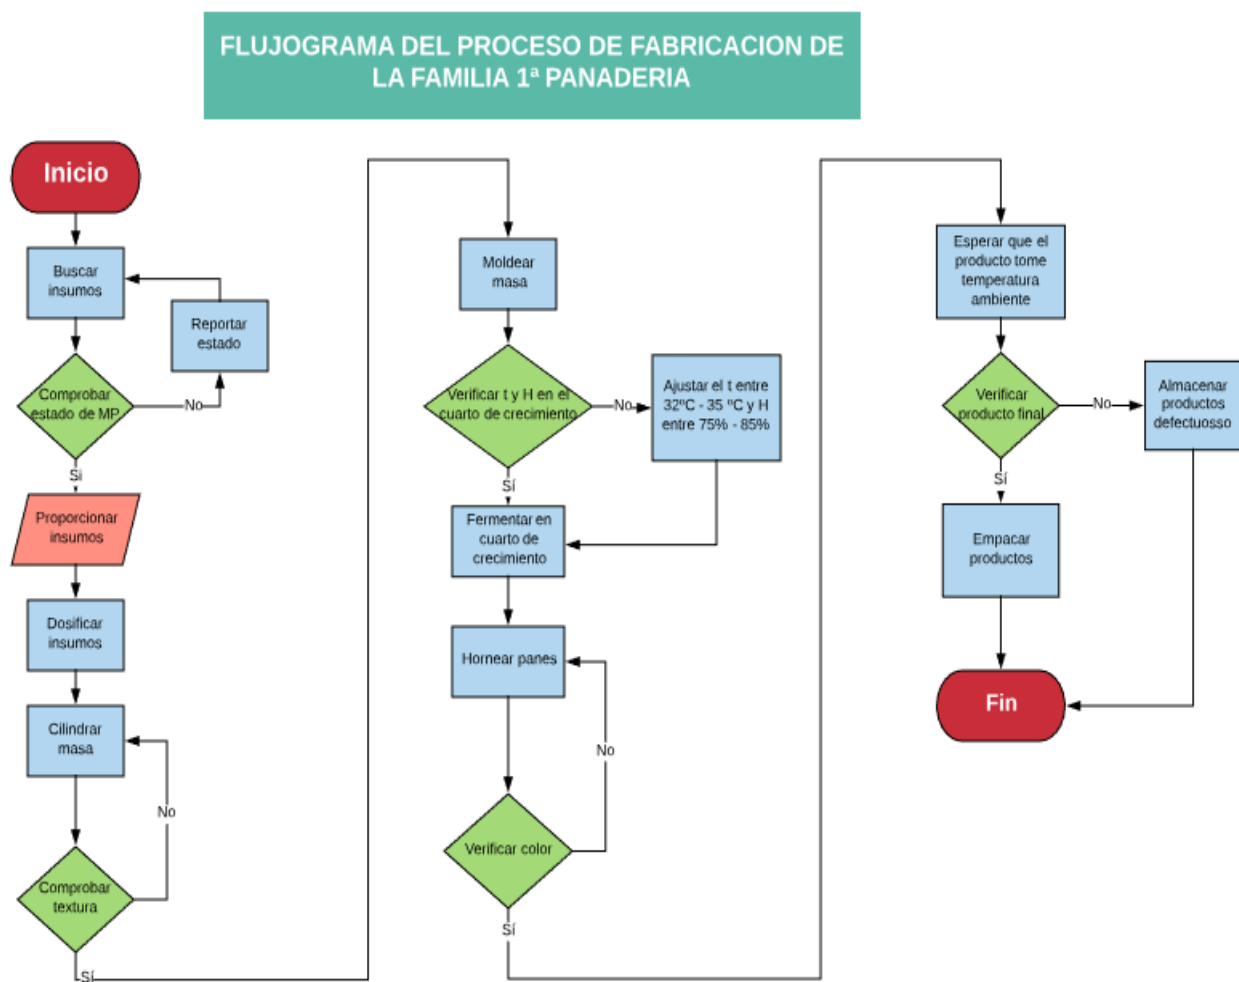 FLUJOGRAMA DEL PROCESO DE FABRICACION DE
LA FAMILIA 1ª PANADERIA
Inicio
Buscar
insumos
Reportar
estado
Comprobar
estado de MP
No
Si
Proporcionar
insumos
Dosificar
insumos
Cilindrar
masa
No
Comprobar
textura
Sí
Moldear
masa
Verificar t y H en el
cuarto de crecimiento
No
Ajustar el t entre
32ºC - 35 ºC y H
entre 75% - 85%
Sí
Fermentar en
cuarto de
crecimiento
Hornear panes
No
Verificar color
Sí
Esperar que el
producto tome
temperatura
ambiente
Verificar
producto final
No
Almacenar
productos
defectuosso
Sí
Empacar
productos
Fin